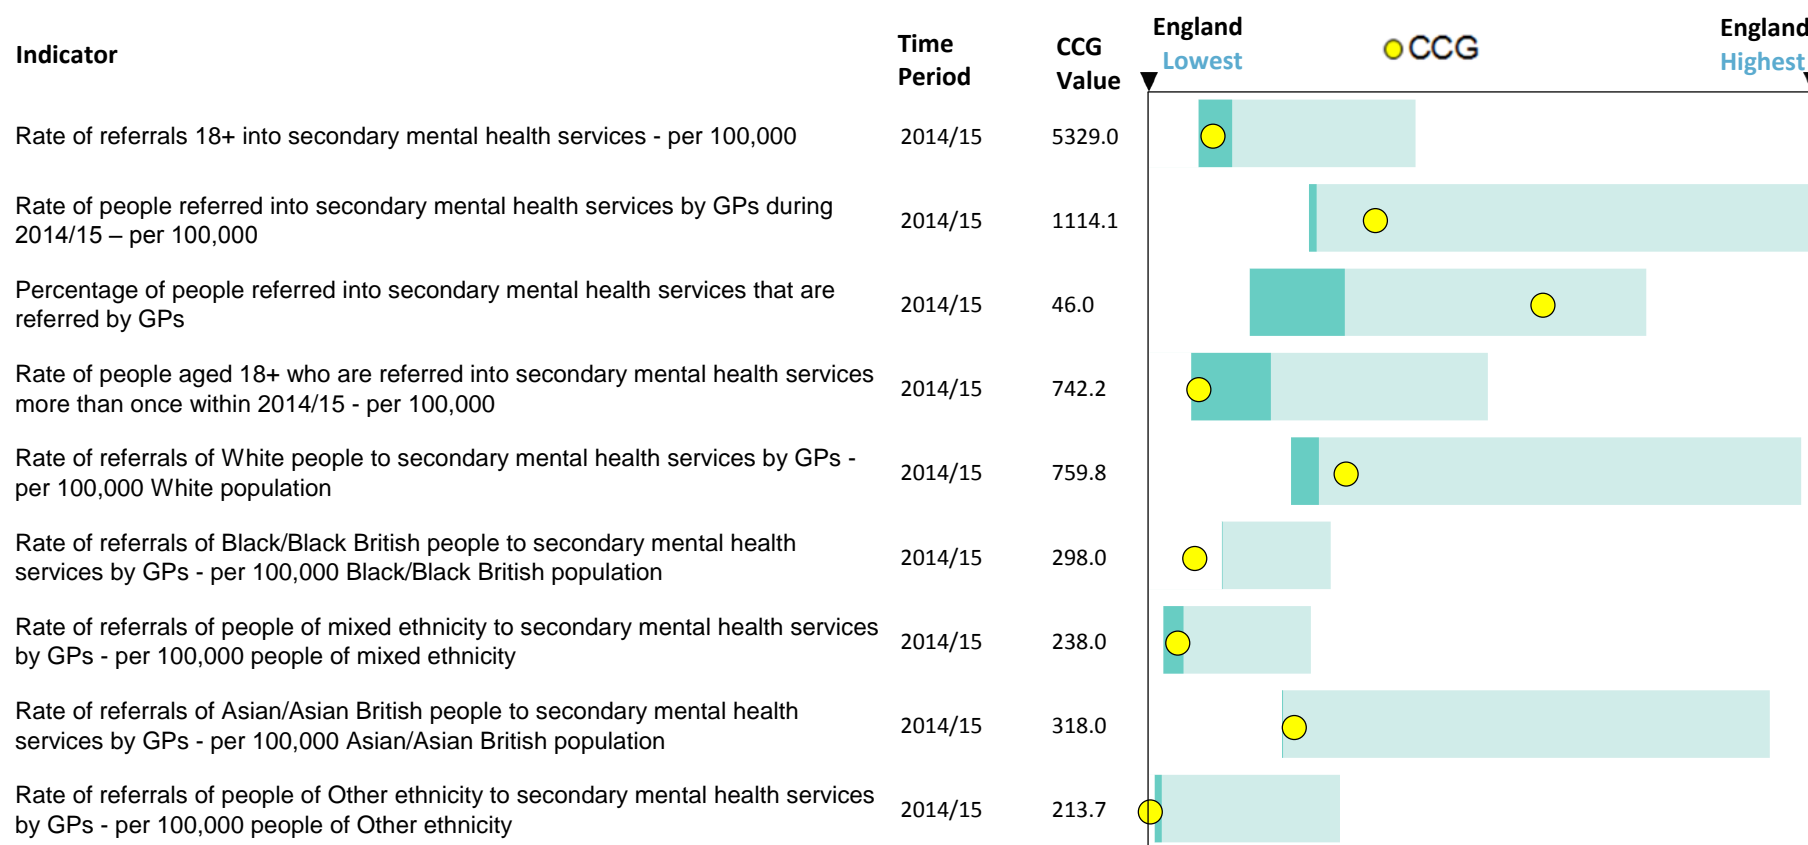 Indicator
Time
Period
CCG
Value
England
Lowest
CCG
England
Highest
Rate of referrals 18+ into secondary mental health services - per 100,000
2014/15
5329.0
Rate of people referred into secondary mental health services by GPs during
2014/15 – per 100,000
2014/15
1114.1
Percentage of people referred into secondary mental health services that are
referred by GPs
2014/15
46.0
Rate of people aged 18+ who are referred into secondary mental health services
more than once within 2014/15 - per 100,000
2014/15
742.2
Rate of referrals of White people to secondary mental health services by GPs -
per 100,000 White population
2014/15
759.8
Rate of referrals of Black/Black British people to secondary mental health
services by GPs - per 100,000 Black/Black British population
2014/15
298.0
Rate of referrals of people of mixed ethnicity to secondary mental health services
by GPs - per 100,000 people of mixed ethnicity
2014/15
238.0
Rate of referrals of Asian/Asian British people to secondary mental health
services by GPs - per 100,000 Asian/Asian British population
2014/15
318.0
Rate of referrals of people of Other ethnicity to secondary mental health services
by GPs - per 100,000 people of Other ethnicity
2014/15
213.7